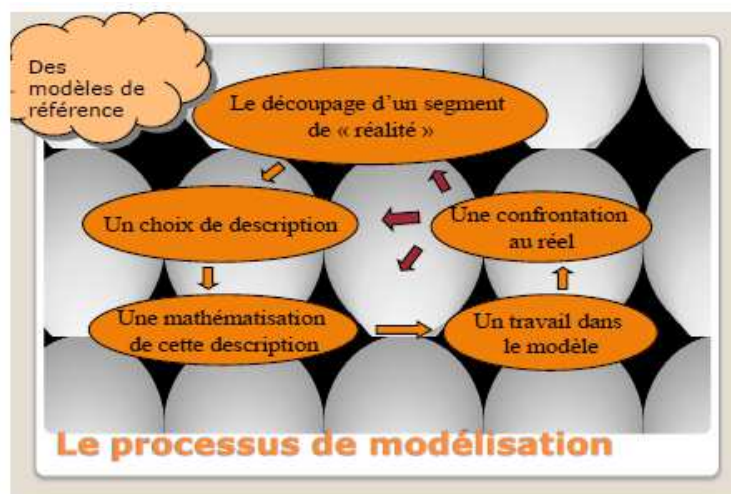 Des
modèles de
référence
Le découpage d'un segment
de « réalité »
Un choix de description
Une confrontation
au réel
Une mathématisation
de cette description
Un travail dans
le modèle
Le processus de modélisation